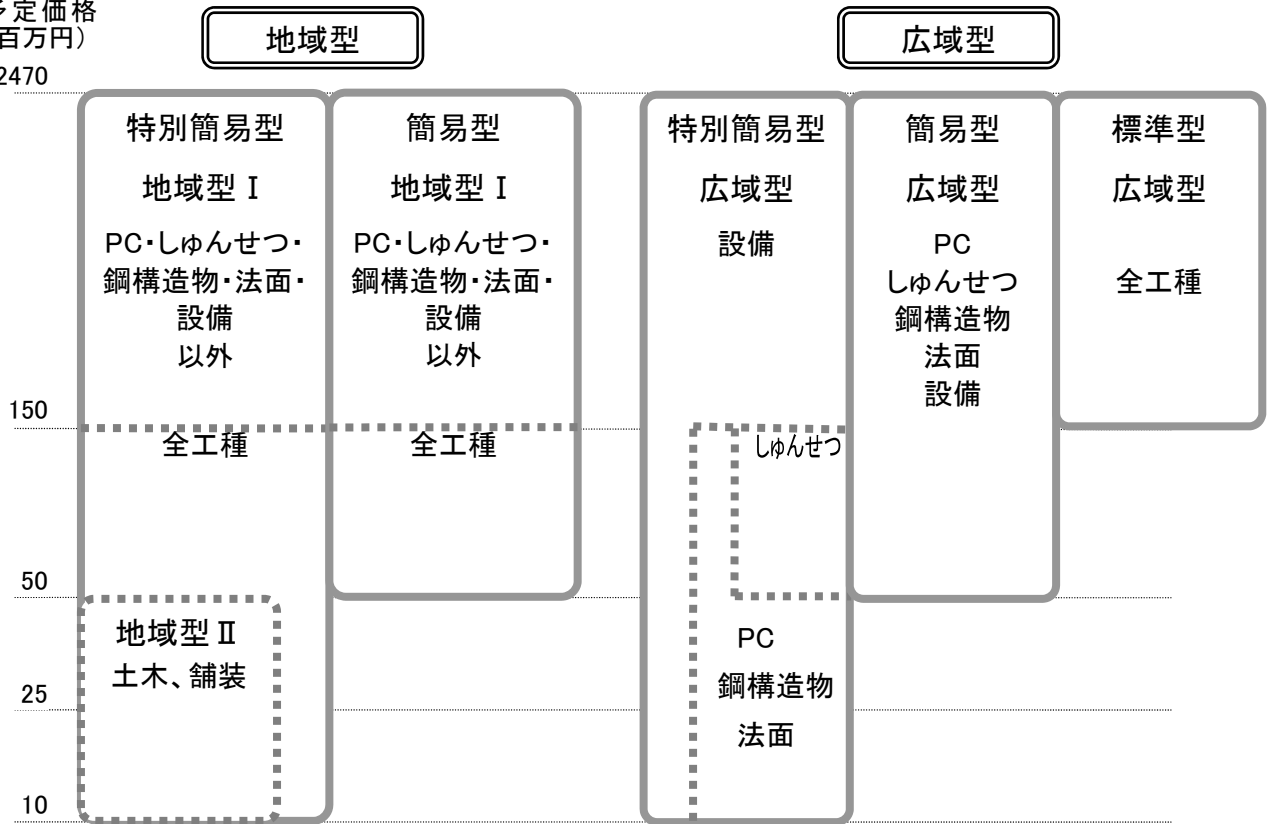 予定価格
百万円）
地域型
広域型
2470
特別簡易型
地域型Ⅰ
PC・しゅんせつ・
鋼構造物・法面・
設備
以外
全工種
簡易型
地域型Ⅰ
PC・しゅんせつ・
鋼構造物・法面・
設備
以外
全工種
特別簡易型
広域型
設備
しゅんせつ
PC
鋼構造物
法面
簡易型
広域型
PC
しゅんせつ
鋼構造物
法面
設備
標準型
広域型
全工種
150
50
地域型Ⅱ
土木、舗装
25
10